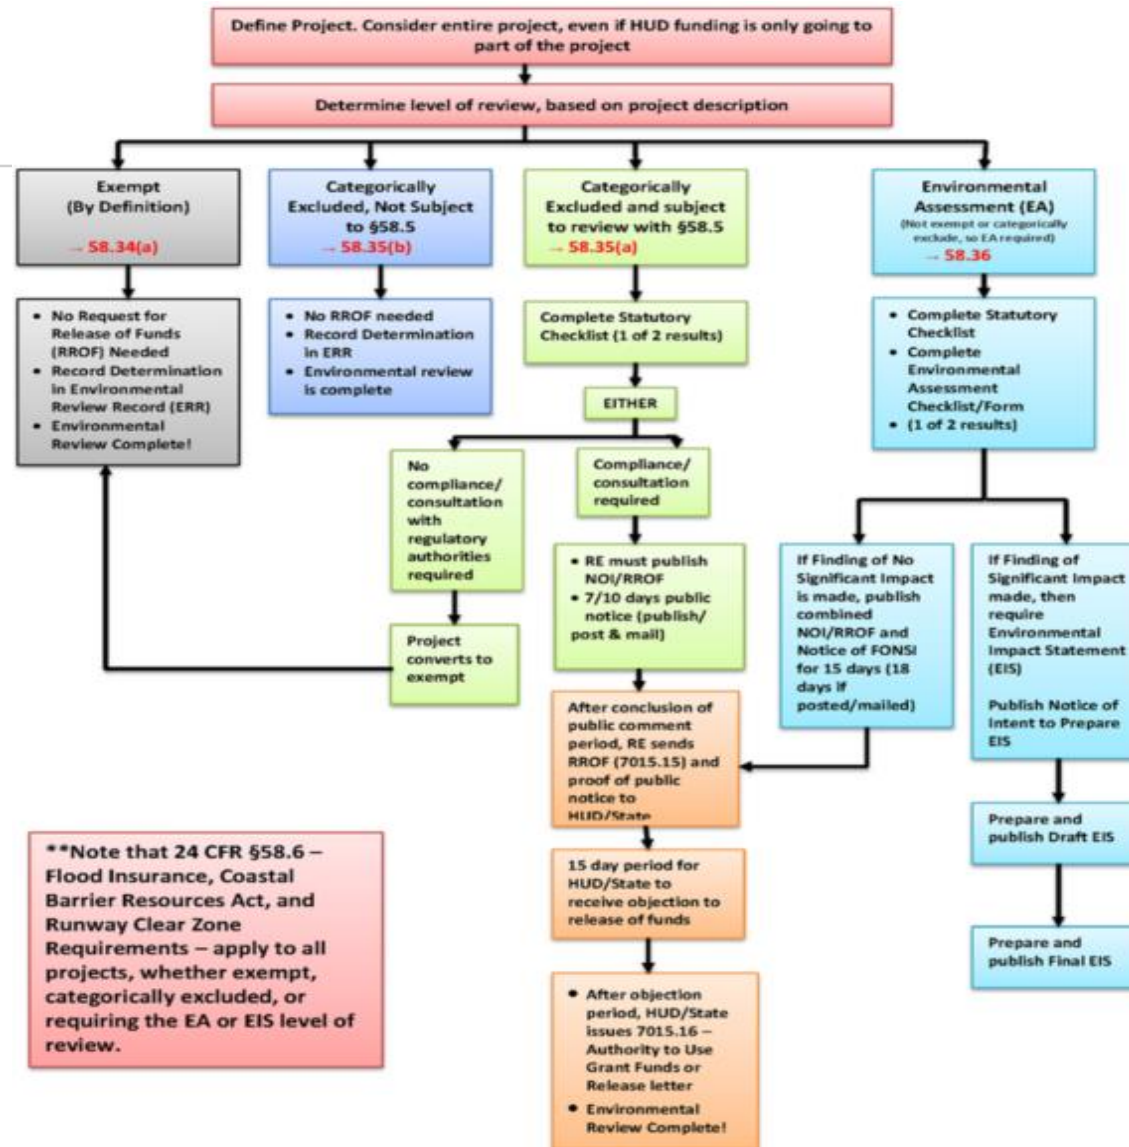 Define Project. Consider entire project, even if HUD funding is only going to
part of the project
Determine level of review, based on project description
Exempt
(By Definition)
→ 58.34(a)
Categorically
Excluded, Not Subject
to §58.5
→ 58.35(b)
Categorically
Excluded and subject
to review with §58.5
→ 58.35(a)
Environmental
Assessment (EA)
(Not exempt or categorically
exclude, so EA required)
→ 58.36
• No Request for
Release of Funds
(RROF) Needed
• Record Determination
in Environmental
Review Record (ERR)
• Environmental
Review Complete!
• No RROF needed
• Record Determination
in ERR
• Environmental review
is complete
Complete Statutory
Checklist (1 of 2 results)
• Complete Statutory
Checklist
• Complete
Environmental
Assessment
Checklist/Form
• (1 of 2 results)
EITHER
No
compliance/
consultation
with
regulatory
authorities
required
Compliance/
consultation
required
Project
converts to
exempt
• RE must publish
NOI/RROF
• 7/10 days public
notice (publish/
post & mail)
If Finding of No
Significant Impact
is made, publish
combined
NOI/RROF and
Notice of FONSI
for 15 days (18
days if
posted/mailed)
If Finding of
Significant Impact
made, then
require
Environmental
Impact Statement
(EIS)
Publish Notice of
Intent to Prepare
EIS
After conclusion of
public comment
period, RE sends
RROF (7015.15) and
proof of public
notice to
HUD/State
Prepare and
publish Draft EIS
15 day period for
HUD/State to
receive objection to
release of funds
Prepare and
publish Final EIS
• After objection
period, HUD/State
issues 7015.16 –
Authority to Use
Grant Funds or
Release letter
• Environmental
Review Complete!
**Note that 24 CFR §58.6 –
Flood Insurance, Coastal
Barrier Resources Act, and
Runway Clear Zone
Requirements – apply to all
projects, whether exempt,
categorically excluded, or
requiring the EA or EIS level of
review.